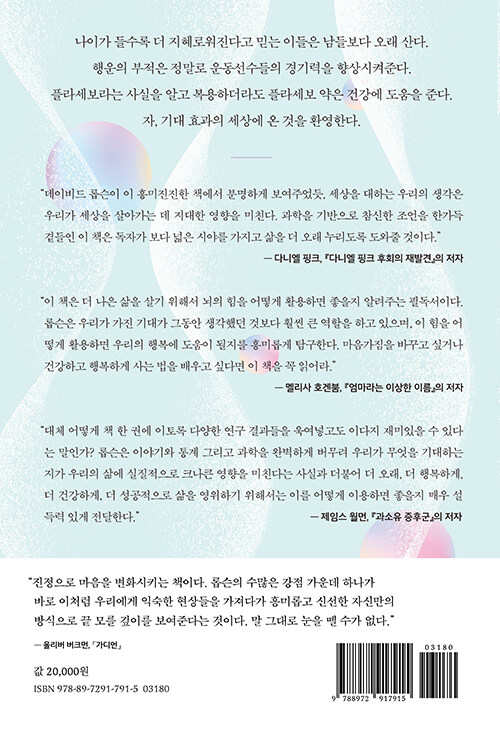 나이가 들수록 더 지혜로워진다고 믿는 이들은 남들보다 오래 산다.
행운의 부적은 정말로 운동선수들의 경기력을 향상시켜준다.
플라세보라는 사실을 알고 복용하더라도 플라세보 약은 건강에 도움을 준다.
자, 기대 효과의 세상에 온 것을 환영한다.
“데이비드 롭슨이 이 흥미진진한 책에서 분명하게 보여주었듯, 세상을 대하는 우리의 생각은
우리가 세상을 살아가는 데 지대한 영향을 미친다. 과학을 기반으로 참신한 조언을 한가득
곁들인 이 책은 독자가 보다 넓은 시야를 가지고 삶을 더 오래 누리도록 도와줄 것이다.”
— 다니엘 핑크, 『다니엘 핑크 후회의 재발견』의 저자
“이 책은 더 나은 삶을 살기 위해서 뇌의 힘을 어떻게 활용하면 좋을지 알려주는 필독서이다.
롭슨은 우리가 가진 기대가 그동안 생각했던 것보다 훨씬 큰 역할을 하고 있으며, 이 힘을 어
떻게 활용하면 우리의 행복에 도움이 될지를 흥미롭게 탐구한다. 마음가짐을 바꾸고 싶거나
건강하고 행복하게 사는 법을 배우고 싶다면 이 책을 꼭 읽어라.”
— 멜리사 호겐붐, 『엄마라는 이상한 이름』의 저자
“대체 어떻게 책 한 권에 이토록 다양한 연구 결과들을 욱여넣고도 이다지 재미있을 수 있다
는 말인가? 롭슨은 이야기와 통계 그리고 과학을 완벽하게 버무려 우리가 무엇을 기대하는
지가 우리의 삶에 실질적으로 크나큰 영향을 미친다는 사실과 더불어 더 오래, 더 행복하게,
더 건강하게, 더 성공적으로 삶을 영위하기 위해서는 이를 어떻게 이용하면 좋을지 매우 설
득력 있게 전달한다.”
— 제임스 월먼, 『과소유 증후군』의 저자
“진정으로 마음을 변화시키는 책이다. 롭슨의 수많은 강점 가운데 하나가
바로 이처럼 우리에게 익숙한 현상들을 가져다가 흥미롭고 신선한 자신만의
방식으로 끝 모를 깊이를 보여준다는 것이다. 말 그대로 눈을 뗄 수가 없다.”
— 올리버 버크먼, 「가디언」
값 20,000원
ISBN 978-89-7291-791-5 03180
03180
9 788972 917915